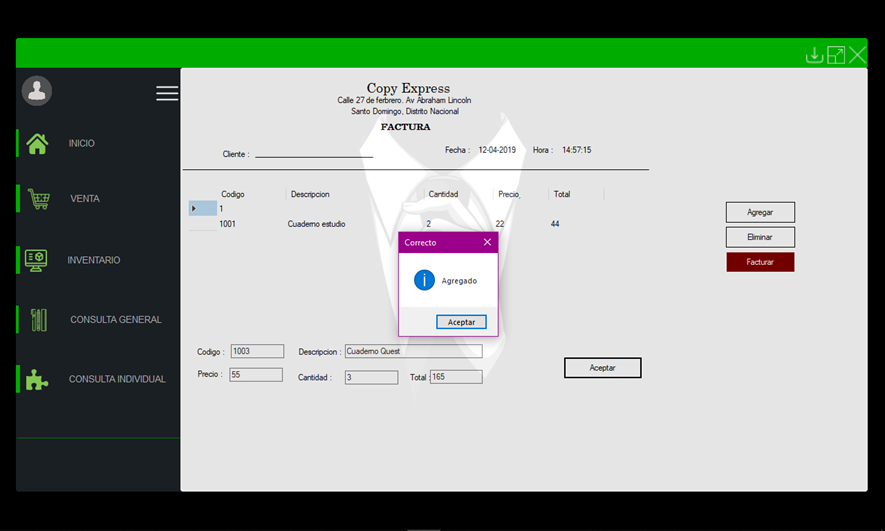 Copy Express
Calle 27 de ferbrero. Av Abraham Lincoln
Santo Domingo, Distrito Nacional
FACTURA
Cliente : Fecha : 12-04-2019 Hora : 14:57:15
INICIO
VENTA
INVENTARIO
CONSULTA GENERAL
CONSULTA INDIVIDUAL
Codigo Descripcion Cantidad Precio Total
1
1001 Cuaderno estudio 2 22 44
Agregar
Eliminar
Facturar
Correcto
Agregado
Aceptar
Codigo : 1003 Descripcion : Cuaderno Quest
Precio : 55 Cantidad : 3 Total : 165
Aceptar